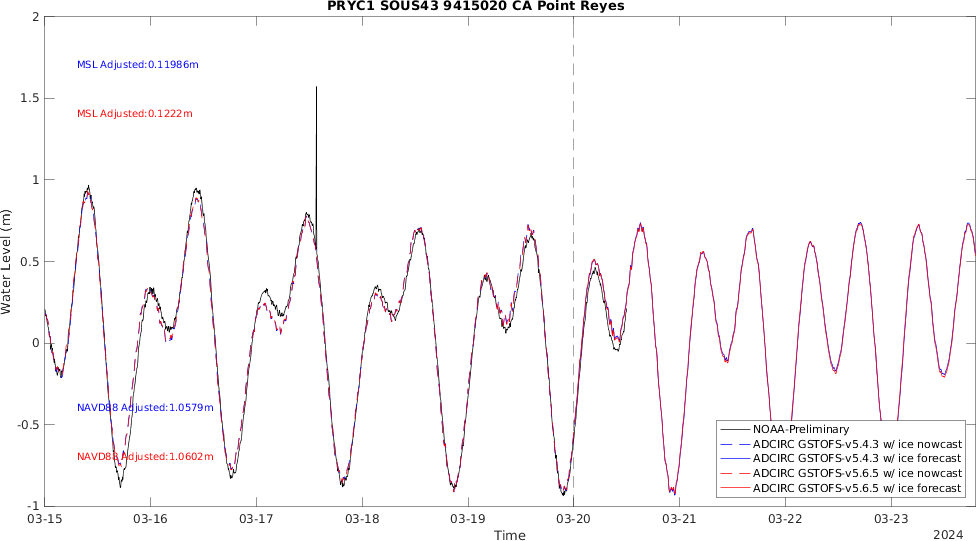 PRYC1 SOUS43 9415020 CA Point Reyes
2
1.5
1
0.5
0
-0.5
-1
Water Level (m)
MSL Adjusted:0.11986m
MSL Adjusted:0.1222m
NAVD88 Adjusted:1.0579m
NAVD88 Adjusted:1.0602m
NOAA-Preliminary
ADCIRC GSTOFS-v5.4.3 w/ ice nowcast
ADCIRC GSTOFS-v5.4.3 w/ ice forecast
ADCIRC GSTOFS-v5.6.5 w/ ice nowcast
ADCIRC GSTOFS-v5.6.5 w/ ice forecast
03-15 03-16 03-17 03-18 03-19 03-20 03-21 03-22 03-23
Time
2024